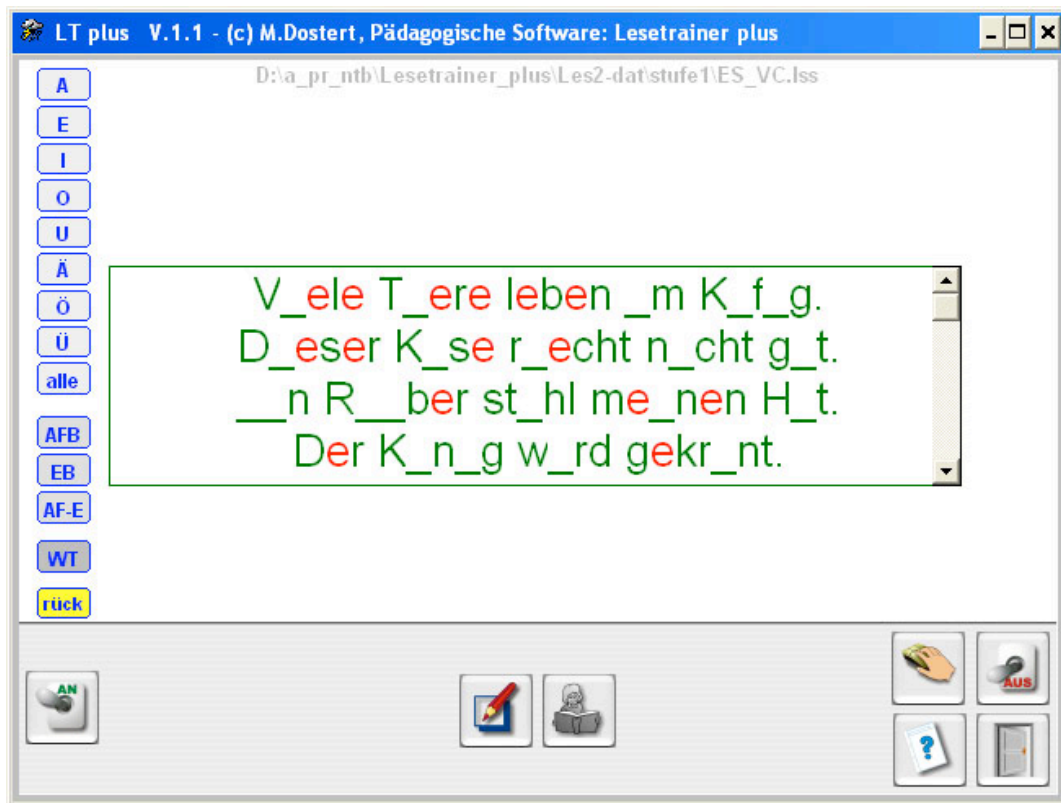 LT plus V.1.1 - (c) M.Dostert, Pädagogische Software: Lesetrainer plus
D:\a_pr_ntb\Lesetrainer_plus\Les2-dat\stufe1\ES_VC.lss
A
E
I
O
U
Ä
Ö
Ü
alle
AFB
EB
AF-E
WT
rück
V_ele T_ere leben _m K_f_g.
D_eser K_se r_echt n_cht g_t.
__n R__ber st_hl me_nen H_t.
Der K_n_g w_rd gekr_nt.
AN
AUS
?